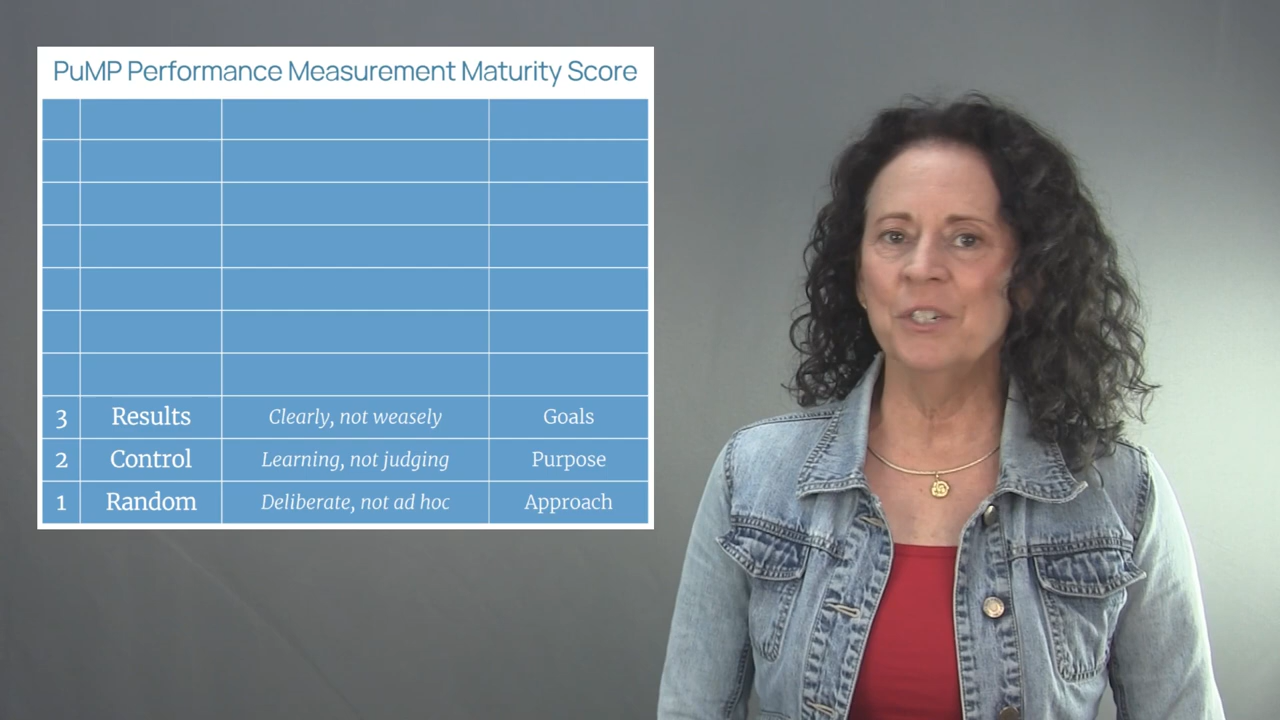 PuMP Performance Measurement Maturity Score
3 Results Clearly, not weasely Goals
2 Control Learning, not judging Purpose
1 Random Deliberate, not ad hoc Approach